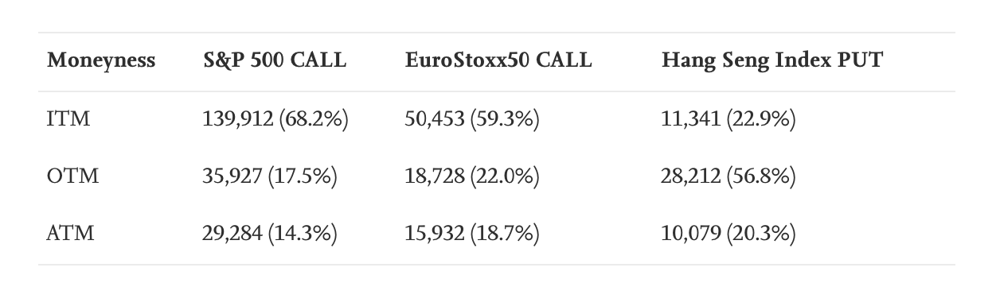 Moneyness S&P 500 CALL EuroStoxx50 CALL Hang Seng Index PUT
ITM 139,912 (68.2%) 50,453 (59.3%) 11,341 (22.9%)
OTM 35,927 (17.5%) 18,728 (22.0%) 28,212 (56.8%)
ATM 29,284 (14.3%) 15,932 (18.7%) 10,079 (20.3%)